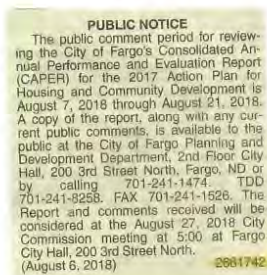 PUBLIC NOTICE
The public comment period for review-
ing the City of Fargo's Consolidated An-
nual Performance and Evaluation Report
(CAPER) for the 2017 Action Plan for
Housing and Community Development is
August 7, 2018 through August 21, 2018.
A copy of the report, along with any cur-
rent public comments, is available to the
public at the City of Fargo Planning and
Development Department, 2nd Floor City
Hall, 200 3rd Street North, Fargo, ND or
by calling 701-241-1474. TDD
701-241-8258. FAX 701-241-1526. The
Report and comments received will be
considered at the August 27, 2018 City
Commission meeting at 5:00 at Fargo
City Hall, 200 3rd Street North.
(August 6, 2018) 2661742